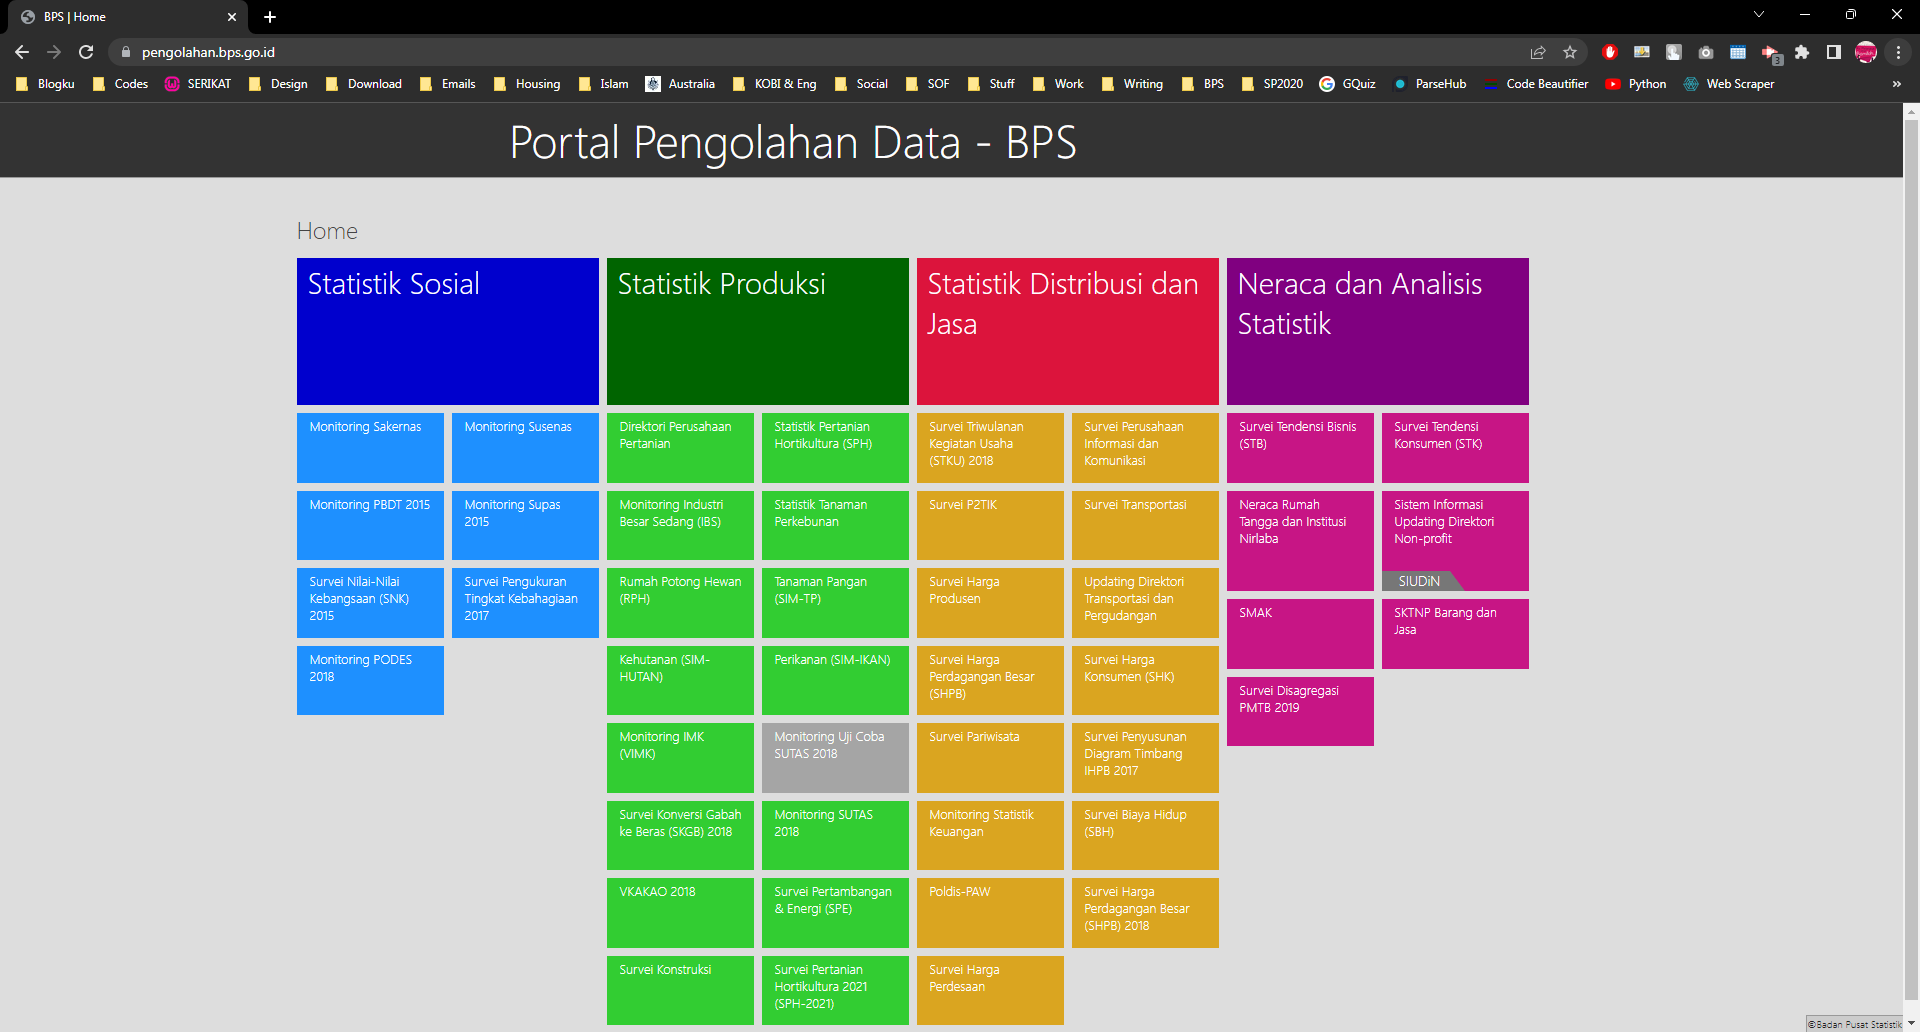 BPS | Home
pengolahan.bps.go.id
3
Blogku
Codes
SERIKAT
Design
Download
Emails
Housing
Islam
Australia
KOBI & Eng
Social
SOF
Stuff
Work
Writing
BPS
SP2020
GQuiz
ParseHub
Code Beautifier
Python
Web Scraper
»
Portal Pengolahan Data - BPS
Home
Statistik Sosial
Monitoring Sakernas
Monitoring Susenas
Monitoring PBDT 2015
Monitoring Supas
2015
Survei Nilai-Nilai
Kebangsaan (SNK)
2015
Survei Pengukuran
Tingkat Kebahagiaan
2017
Monitoring PODES
2018
Statistik Produksi
Direktori Perusahaan
Pertanian
Statistik Pertanian
Hortikultura (SPH)
Monitoring Industri
Besar Sedang (IBS)
Statistik Tanaman
Perkebunan
Rumah Potong Hewan
(RPH)
Tanaman Pangan
(SIM-TP)
Kehutanan (SIM-
HUTAN)
Perikanan (SIM-IKAN)
Monitoring IMK
(VIMK)
Monitoring Uji Coba
SUTAS 2018
Survei Konversi Gabah
ke Beras (SKGB) 2018
Monitoring SUTAS
2018
VKAKAO 2018
Survei Pertambangan
& Energi (SPE)
Survei Konstruksi
Survei Pertanian
Hortikultura 2021
(SPH-2021)
Statistik Distribusi dan
Jasa
Survei Triwulanan
Kegiatan Usaha
(STKU) 2018
Survei Perusahaan
Informasi dan
Komunikasi
Survei P2TIK
Survei Transportasi
Survei Harga
Produsen
Updating Direktori
Transportasi dan
Pergudangan
Survei Harga
Perdagangan Besar
(SHPB)
Survei Harga
Konsumen (SHK)
Survei Pariwisata
Survei Penyusunan
Diagram Timbang
IHPB 2017
Monitoring Statistik
Keuangan
Survei Biaya Hidup
(SBH)
Poldis-PAW
Survei Harga
Perdagangan Besar
(SHPB) 2018
Survei Harga
Perdesaan
Neraca dan Analisis
Statistik
Survei Tendensi Bisnis
(STB)
Survei Tendensi
Konsumen (STK)
Neraca Rumah
Tangga dan Institusi
Nirlaba
Sistem Informasi
Updating Direktori
Non-profit
SIUDiN
SMAK
SKTNP Barang dan
Jasa
Survei Disagregasi
PMTB 2019
©Badan Pusat Statistik